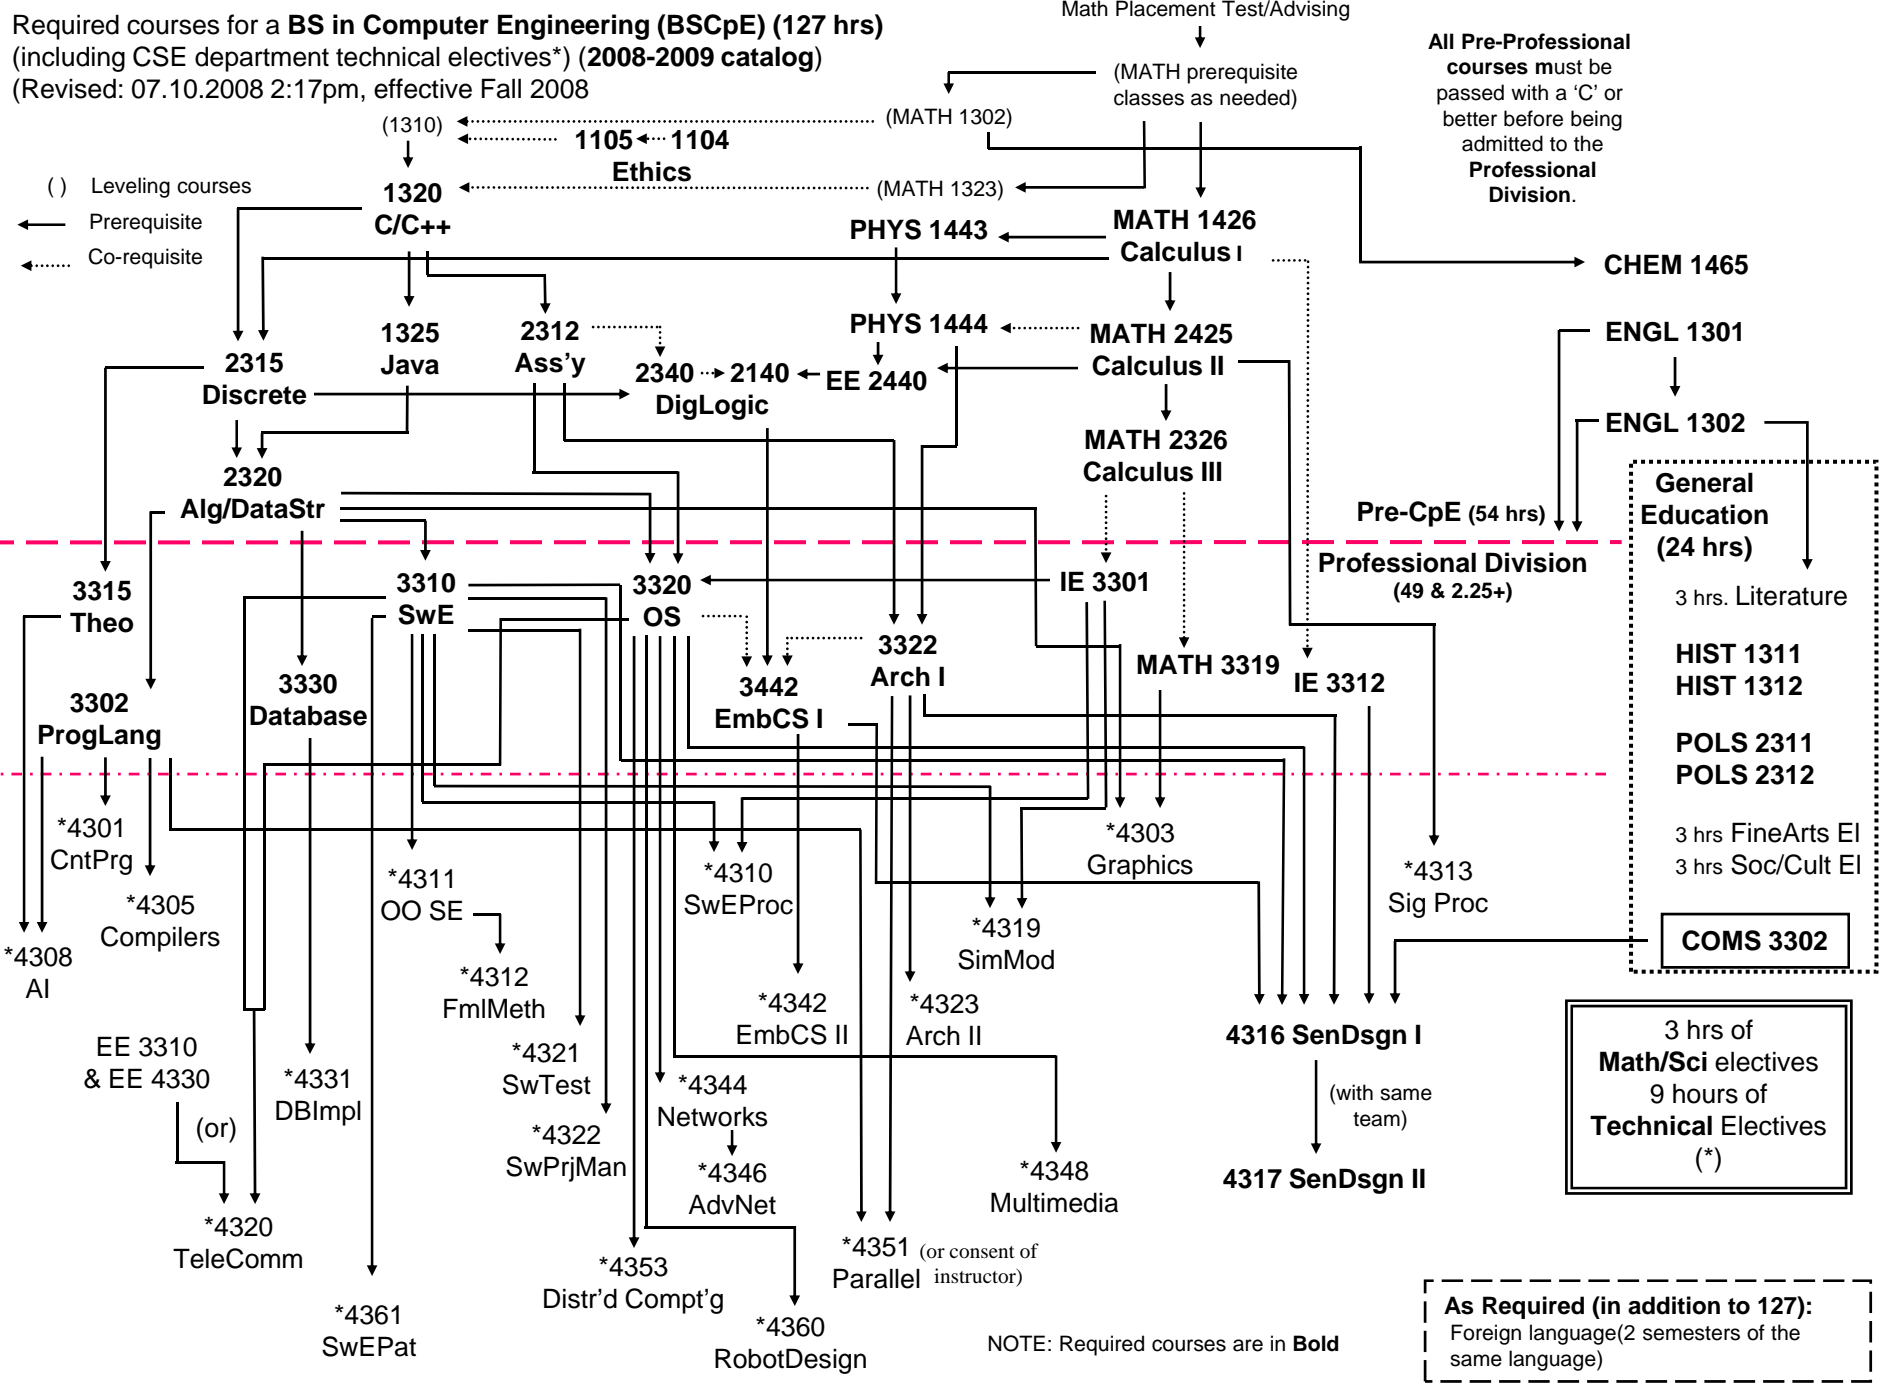 Required courses for a BS in Computer Engineering (BSCpE) (127 hrs)
(including CSE department technical electives*) (2008-2009 catalog)
(Revised: 07.10.2008 2:17pm, effective Fall 2008
Math Placement Test/Advising
(MATH prerequisite
classes as needed)
All Pre-Professional
courses must be
passed with a ‘C’ or
better before being
admitted to the
Professional
Division.
(1310)
1105
1104
Ethics
(MATH 1302)
( ) Leveling courses
Prerequisite
Co-requisite
1320
C/C++
(MATH 1323)
PHYS 1443
MATH 1426
Calculus I
CHEM 1465
2315
Discrete
1325
Java
2312
Ass’y
2340
2140
DigLogic
PHYS 1444
EE 2440
MATH 2425
Calculus II
ENGL 1301
ENGL 1302
MATH 2326
Calculus III
2320
Alg/DataStr
Pre-CpE (54 hrs)
Professional Division
(49 & 2.25+)
General
Education
(24 hrs)
3 hrs. Literature
HIST 1311
HIST 1312
POLS 2311
POLS 2312
3 hrs FineArts El
3 hrs Soc/Cult El
COMS 3302
3315
Theo
3310
SwE
3320
OS
IE 3301
3322
Arch I
MATH 3319
IE 3312
3302
ProgLang
3330
Database
3442
EmbCS I
*4301
CntPrg
*4305
Compilers
*4308
AI
*4311
OO SE
*4312
FmlMeth
*4310
SwEProc
*4303
Graphics
*4319
SimMod
*4313
Sig Proc
EE 3310
& EE 4330
(or)
*4331
DBImpl
*4321
SwTest
*4322
SwPrjMan
*4344
Networks
*4346
AdvNet
*4342
EmbCS II
*4323
Arch II
4316 SenDsgn I
(with same
team)
4317 SenDsgn II
3 hrs of
Math/Sci electives
9 hours of
Technical Electives
(*)
*4320
TeleComm
*4361
SwEPat
*4353
Distr’d Compt’g
*4360
RobotDesign
*4351 (or consent of
Parallel instructor)
*4348
Multimedia
NOTE: Required courses are in Bold
As Required (in addition to 127):
Foreign language(2 semesters of the
same language)